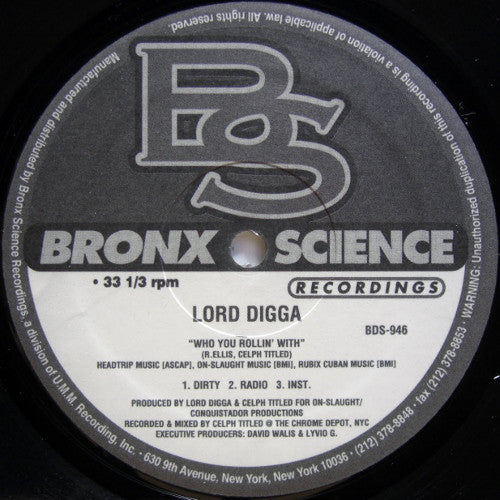 BS
BRONX SCIENCE
RECORDINGS
• 33 1/3 rpm
LORD DIGGA
BDS-946
"WHO YOU ROLLIN' WITH"
(R.ELLIS, CELPH TITLED)
HEADTRIP MUSIC [ASCAP], ON-SLAUGHT MUSIC [BMI], RUBIX CUBAN MUSIC [BMI]
1. DIRTY 2. RADIO 3. INST.
PRODUCED BY LORD DIGGA & CELPH TITLED FOR ON-SLAUGHT/
CONQUISTADOR PRODUCTIONS
RECORDED & MIXED BY CELPH TITLED @ THE CHROME DEPOT, NYC
EXECUTIVE PRODUCERS: DAVID WALIS & LYVIO G.
Manufactured and distributed by Bronx Science Recordings, a division of U.M.M. Recording, Inc. • 630 9th Avenue, New York, New York 10036 • (212) 378-8848 • fax (212) 378-8853 • WARNING: Unauthorized duplication of this recording is a violation of applicable law. All rights reserved.